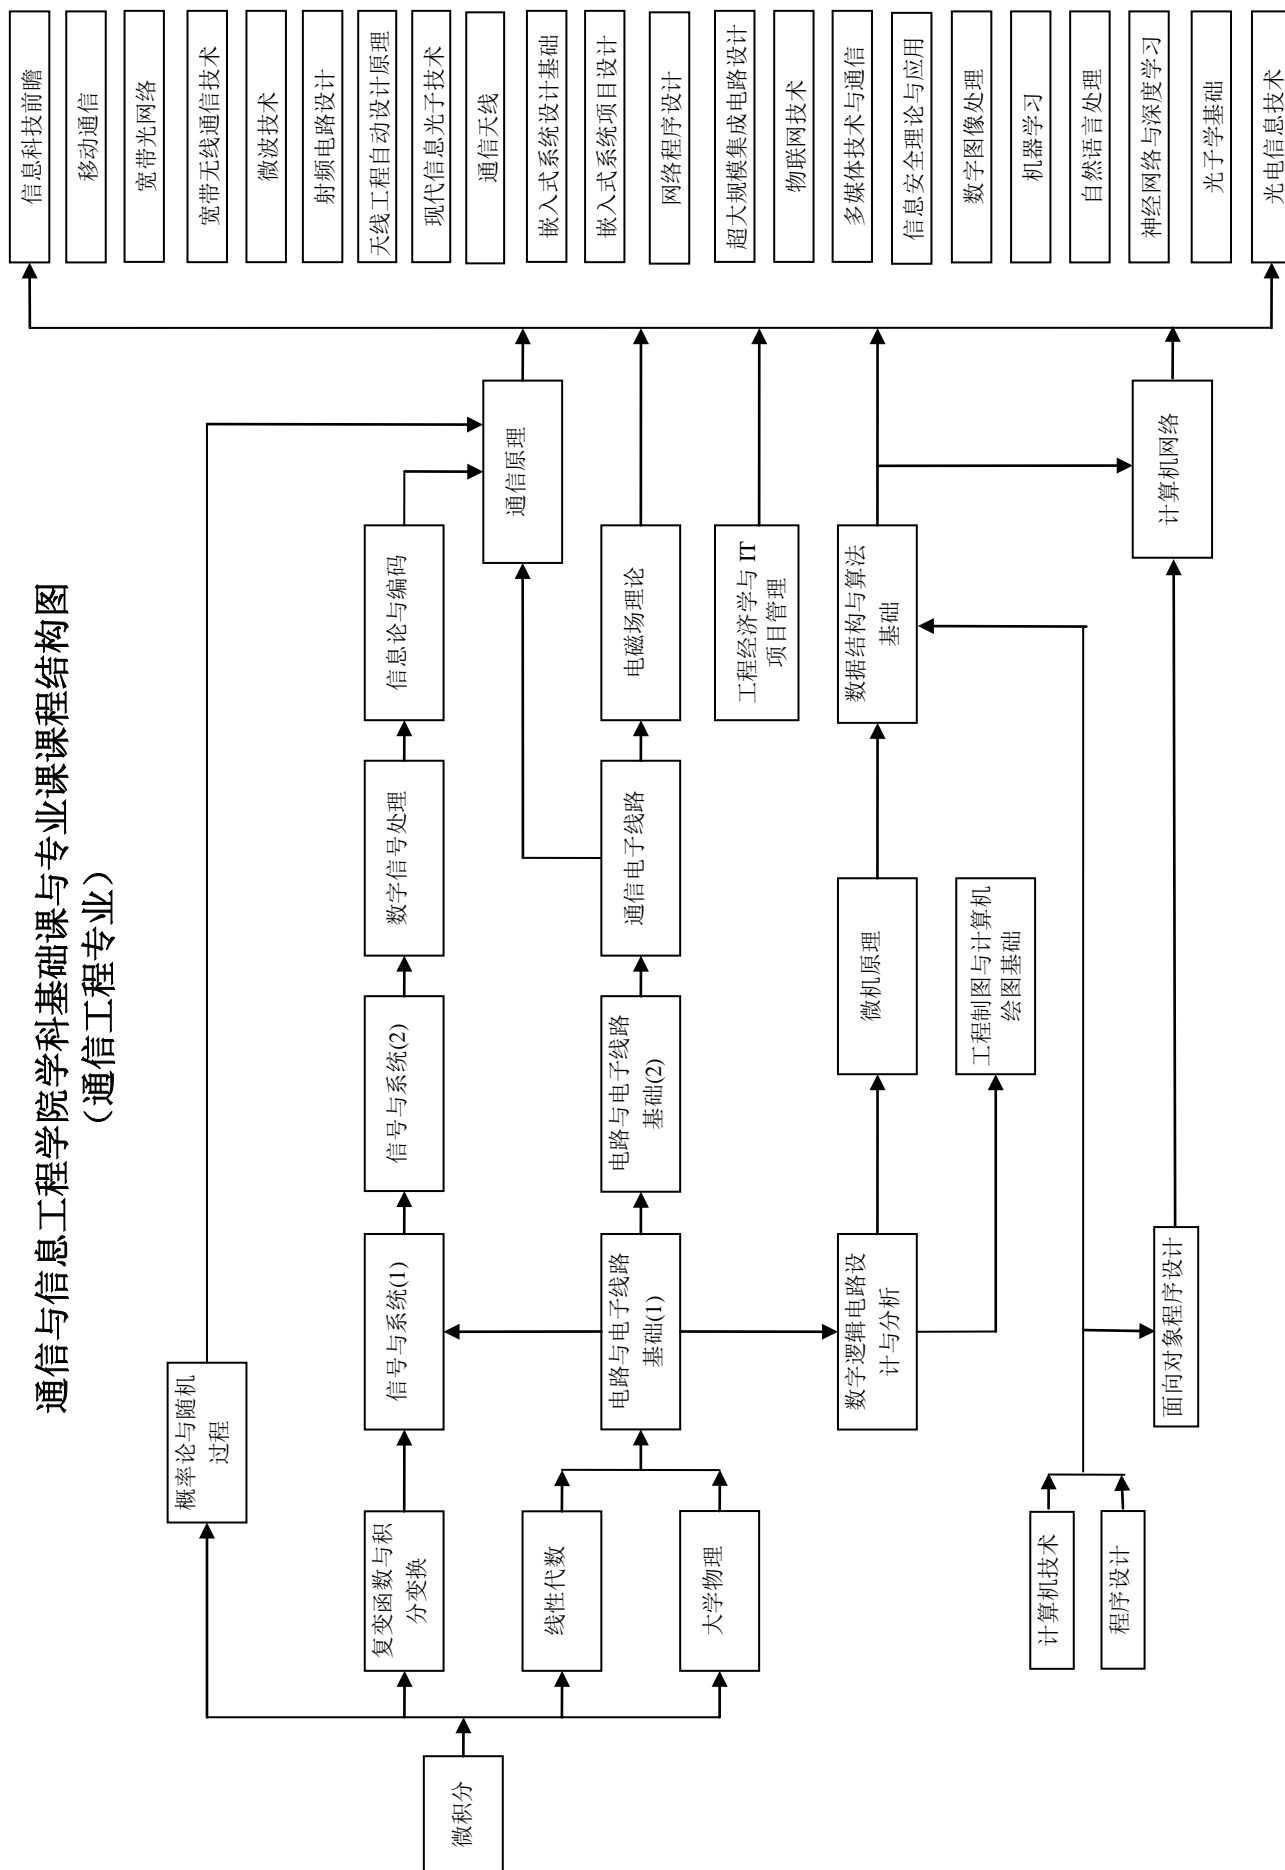 通信与信息工程学院学科基础课与专业课课程结构图
（通信工程专业）
微积分
概率论与随机
过程
复变函数与积
分变换
线性代数
大学物理
计算机技术
程序设计
信号与系统(1)
电路与电子线路
基础(1)
数字逻辑电路设
计与分析
面向对象程序设计
信号与系统(2)
电路与电子线路
基础(2)
微机原理
工程制图与计算机
绘图基础
数字信号处理
通信电子线路
信息论与编码
电磁场理论
工程经济学与 IT
项目管理
数据结构与算法
基础
通信原理
计算机网络
信息科技前瞻
移动通信
宽带光网络
宽带无线通信技术
微波技术
射频电路设计
天线工程自动设计原理
现代信息光子技术
通信天线
嵌入式系统设计基础
嵌入式系统项目设计
网络程序设计
超大规模集成电路设计
物联网技术
多媒体技术与通信
信息安全理论与应用
数字图像处理
机器学习
自然语言处理
神经网络与深度学习
光子学基础
光电信息技术